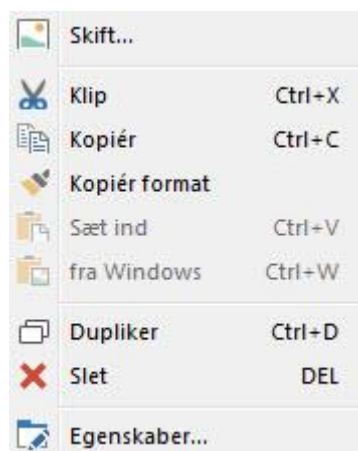 Skift...
Klip Ctrl+X
Kopiér Ctrl+C
Kopiér format
Sæt ind Ctrl+V
fra Windows Ctrl+W
Dupliker Ctrl+D
Slet DEL
Egenskaber...